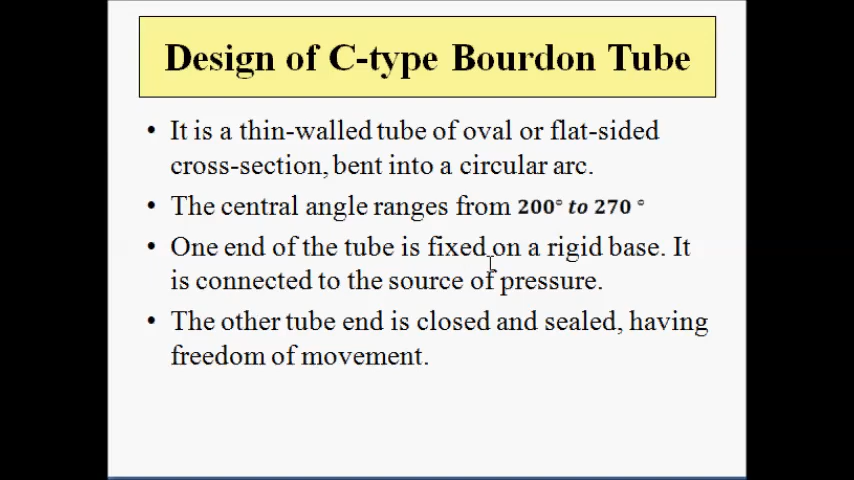 Design of C-type Bourdon Tube
• It is a thin-walled tube of oval or flat-sided
cross-section, bent into a circular arc.
• The central angle ranges from 200° to 270 °
• One end of the tube is fixed on a rigid base. It
is connected to the source of pressure.
• The other tube end is closed and sealed, having
freedom of movement.